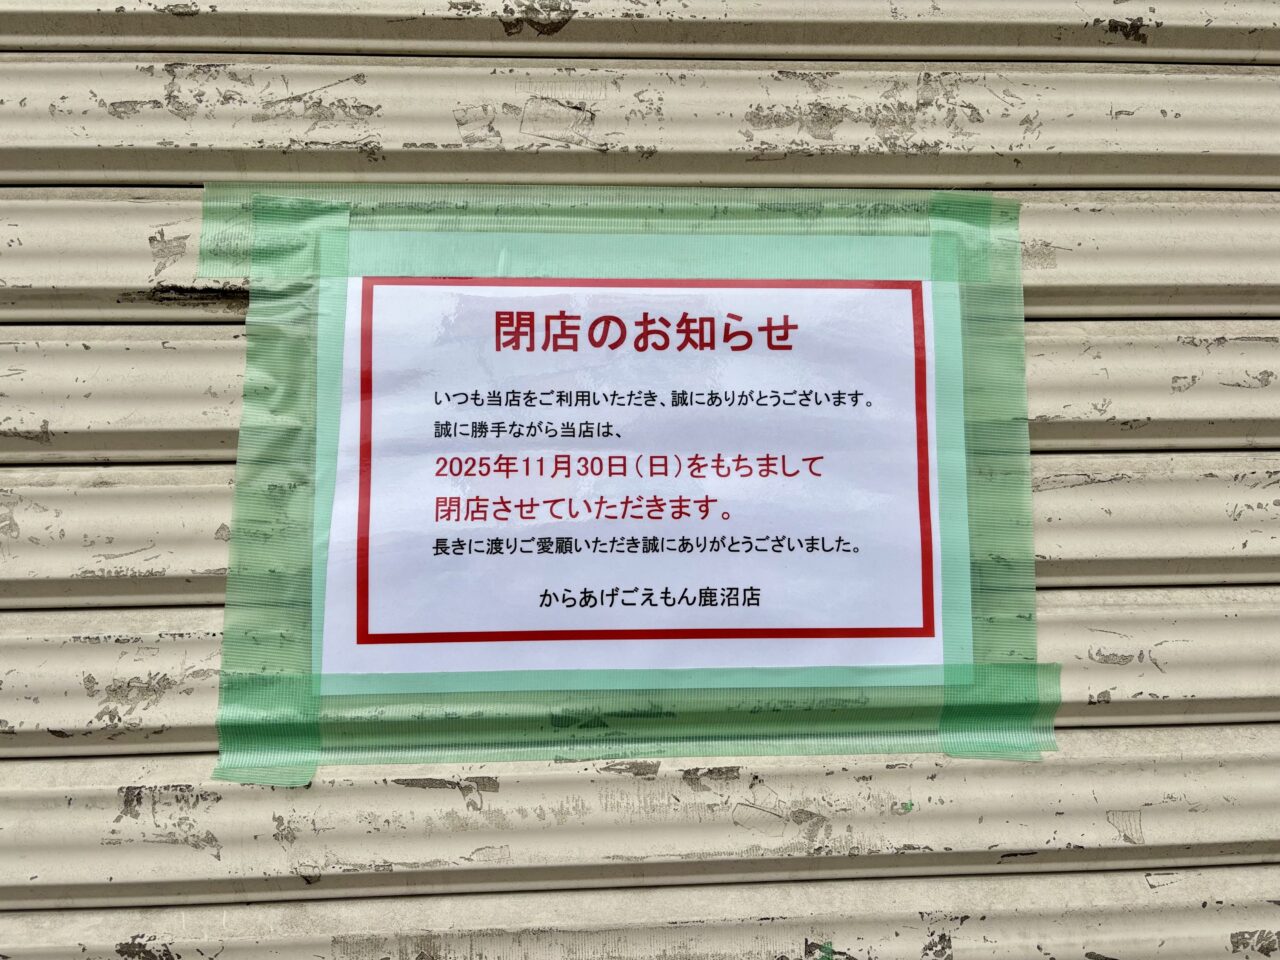 閉店のお知らせ
いつも当店をご利用いただき、誠にありがとうございます。
誠に勝手ながら当店は、
2025年11月30日（日）をもちまして
閉店させていただきます。
長きに渡りご愛顧いただき誠にありがとうございました。
からあげごえもん鹿沼店